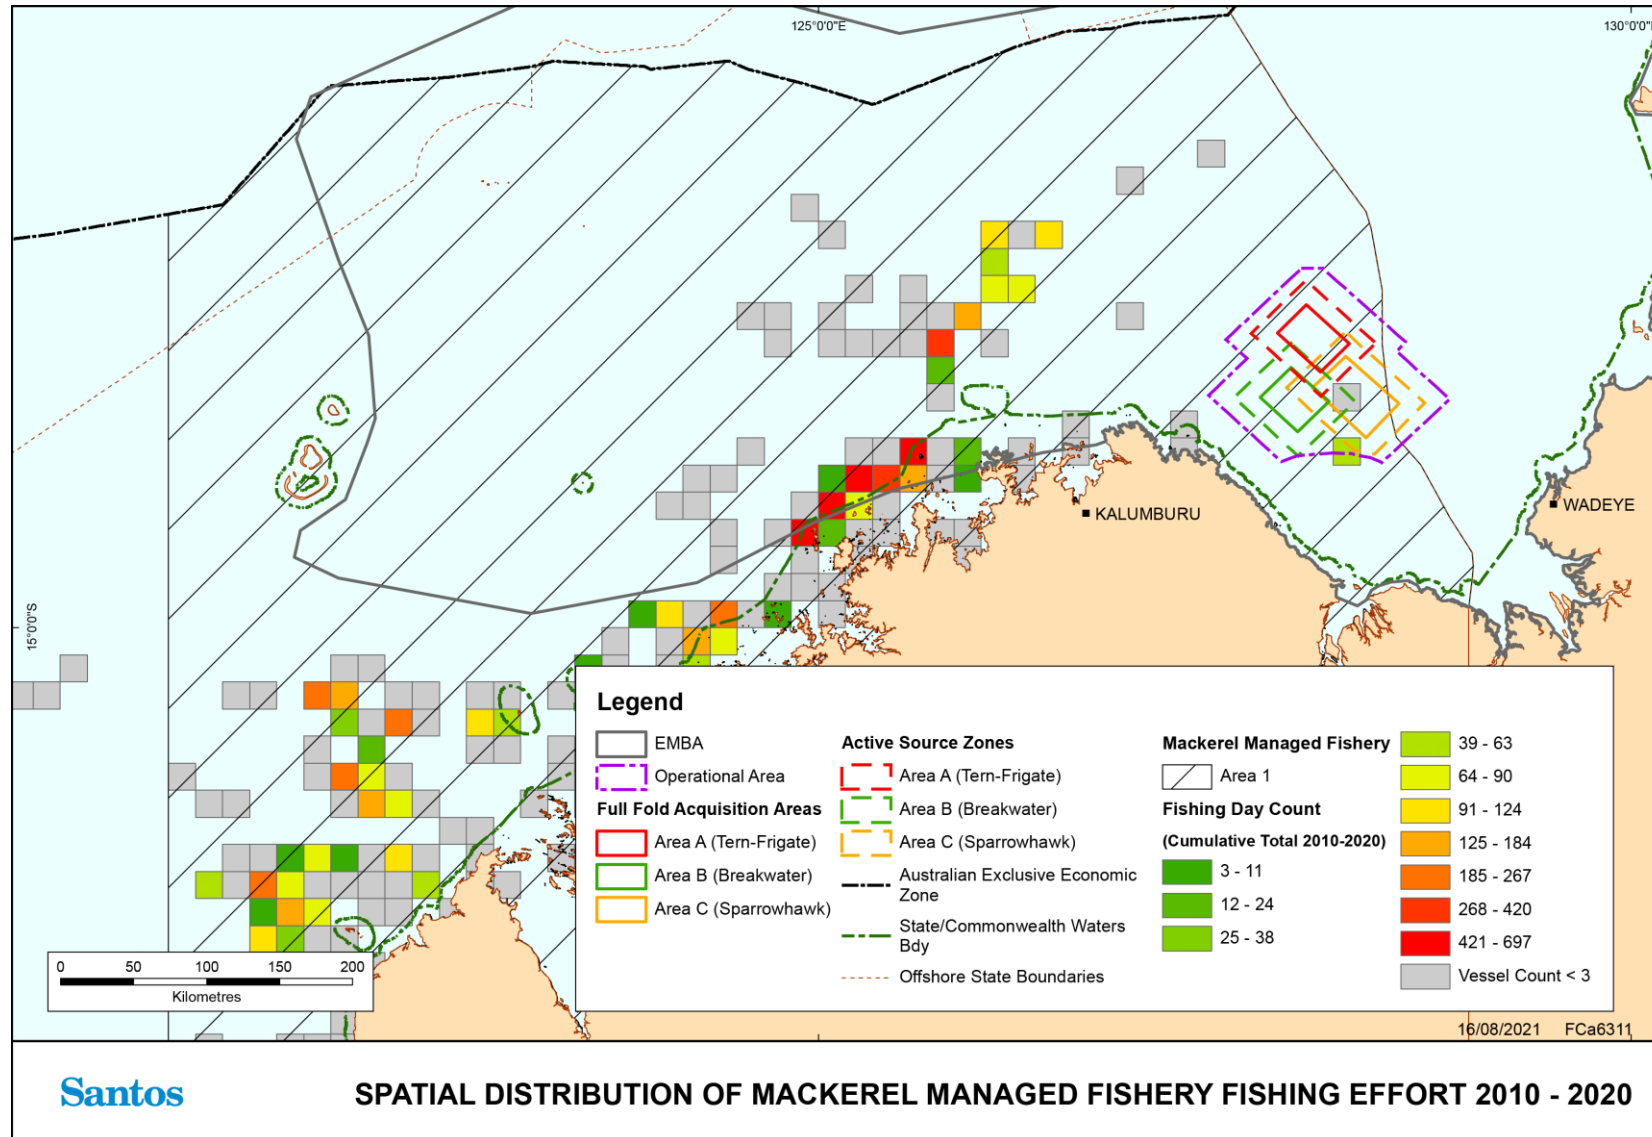 125°0'0"E
130°0'0"E
15°0'0"S
KALUMBURU
WADEYE
Legend
EMBA
Operational Area
Full Fold Acquisition Areas
Area A (Tern-Frigate)
Area B (Breakwater)
Area C (Sparrowhawk)
Active Source Zones
Area A (Tern-Frigate)
Area B (Breakwater)
Area C (Sparrowhawk)
Australian Exclusive Economic
Zone
State/Commonwealth Waters
Bdy
Offshore State Boundaries
Mackerel Managed Fishery
Area 1
Fishing Day Count
(Cumulative Total 2010-2020)
3 - 11
12 - 24
25 - 38
39 - 63
64 - 90
91 - 124
125 - 184
185 - 267
268 - 420
421 - 697
Vessel Count < 3
0 50 100 150 200
Kilometres
16/08/2021 FCa6311
Santos
SPATIAL DISTRIBUTION OF MACKEREL MANAGED FISHERY FISHING EFFORT 2010 - 2020